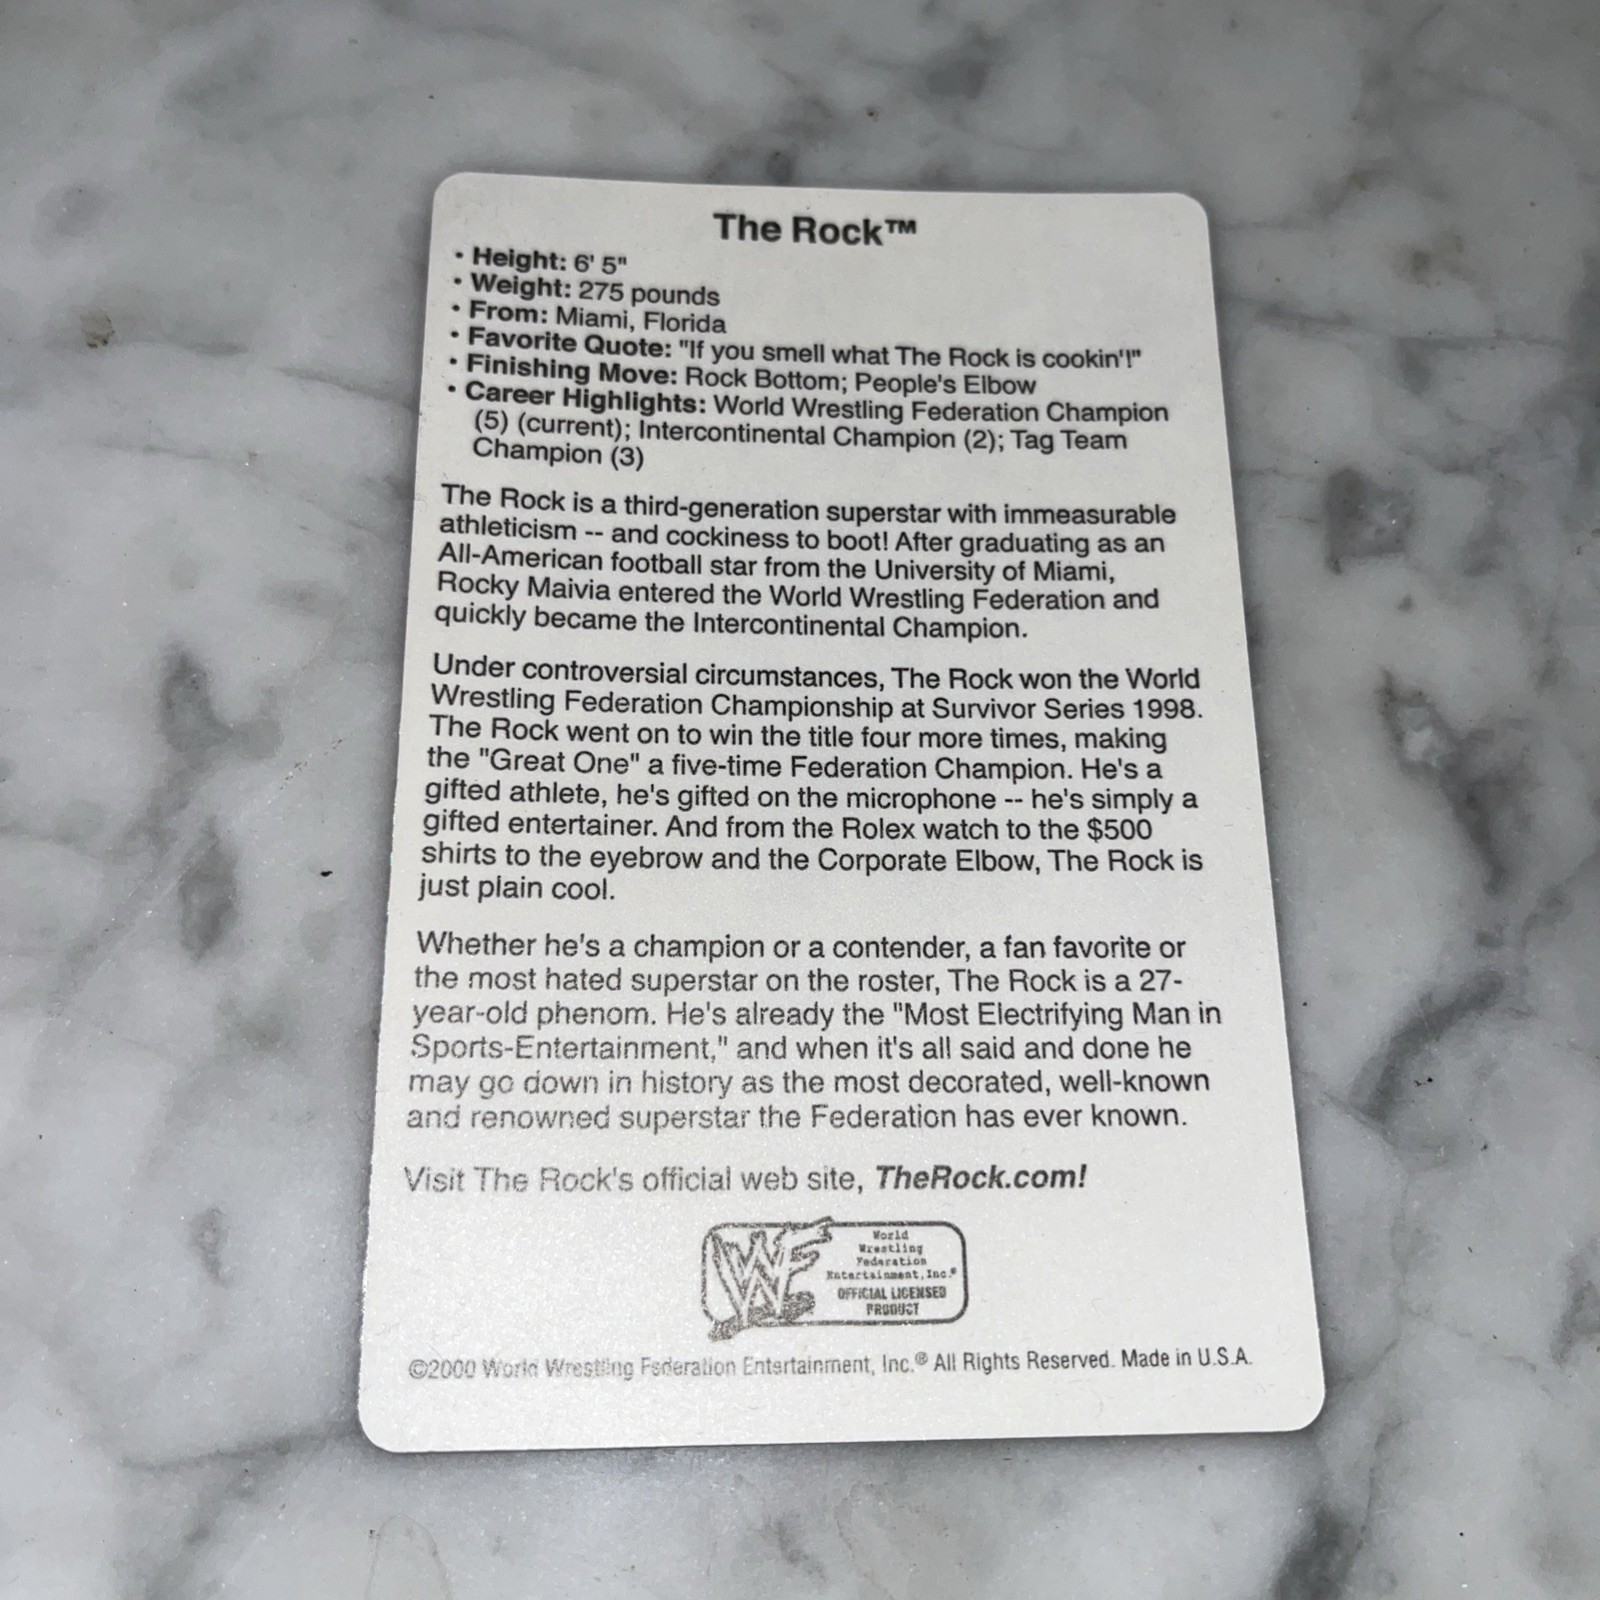 The Rock™
• Height: 6' 5"
• Weight: 275 pounds
• From: Miami, Florida
• Favorite Quote: "If you smell what The Rock is cookin'!"
• Finishing Move: Rock Bottom; People's Elbow
• Career Highlights: World Wrestling Federation Champion
(5) (current); Intercontinental Champion (2); Tag Team
Champion (3)
The Rock is a third-generation superstar with immeasurable
athleticism -- and cockiness to boot! After graduating as an
All-American football star from the University of Miami,
Rocky Maivia entered the World Wrestling Federation and
quickly became the Intercontinental Champion.
Under controversial circumstances, The Rock won the World
Wrestling Federation Championship at Survivor Series 1998.
The Rock went on to win the title four more times, making
the "Great One" a five-time Federation Champion. He's a
gifted athlete, he's gifted on the microphone -- he's simply a
gifted entertainer. And from the Rolex watch to the $500
shirts to the eyebrow and the Corporate Elbow, The Rock is
just plain cool.
Whether he's a champion or a contender, a fan favorite or
the most hated superstar on the roster, The Rock is a 27-
year-old phenom. He's already the "Most Electrifying Man in
Sports-Entertainment," and when it's all said and done he
may go down in history as the most decorated, well-known
and renowned superstar the Federation has ever known.
Visit The Rock's official web site, TheRock.com!
WF
World
Wrestling
Federation
Entertainment, Inc.®
OFFICIAL LICENSED
PRODUCT
©2000 World Wrestling Federation Entertainment, Inc.® All Rights Reserved. Made in U.S.A.